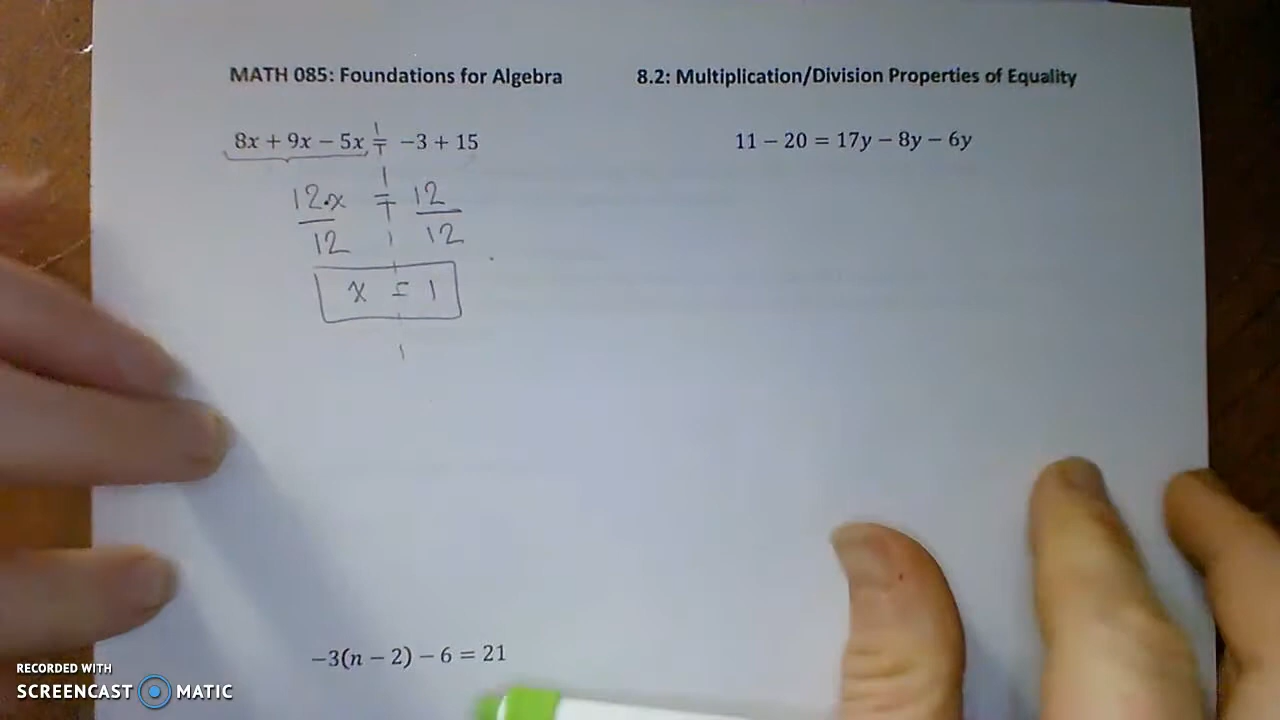 MATH 085: Foundations for Algebra
8.2: Multiplication/Division Properties of Equality
8x + 9x − 5x = −3 + 15
11 − 20 = 17y − 8y − 6y
12·x = 12
12 12
x = 1
−3(n − 2) − 6 = 21
RECORDED WITH
SCREENCAST MATIC